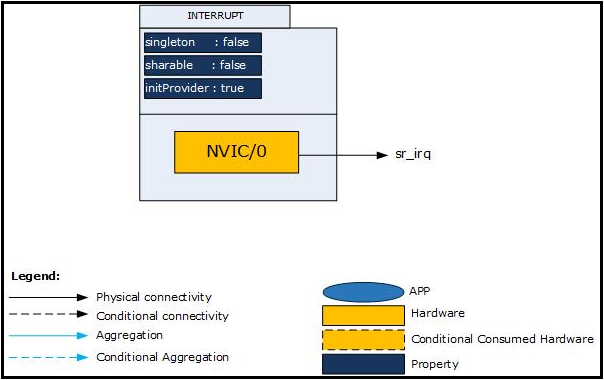 INTERRUPT
singleton : false
sharable : false
initProvider : true
NVIC/0
sr_irq
Legend:
Physical connectivity
Conditional connectivity
Aggregation
Conditional Aggregation
APP
Hardware
Conditional Consumed Hardware
Property